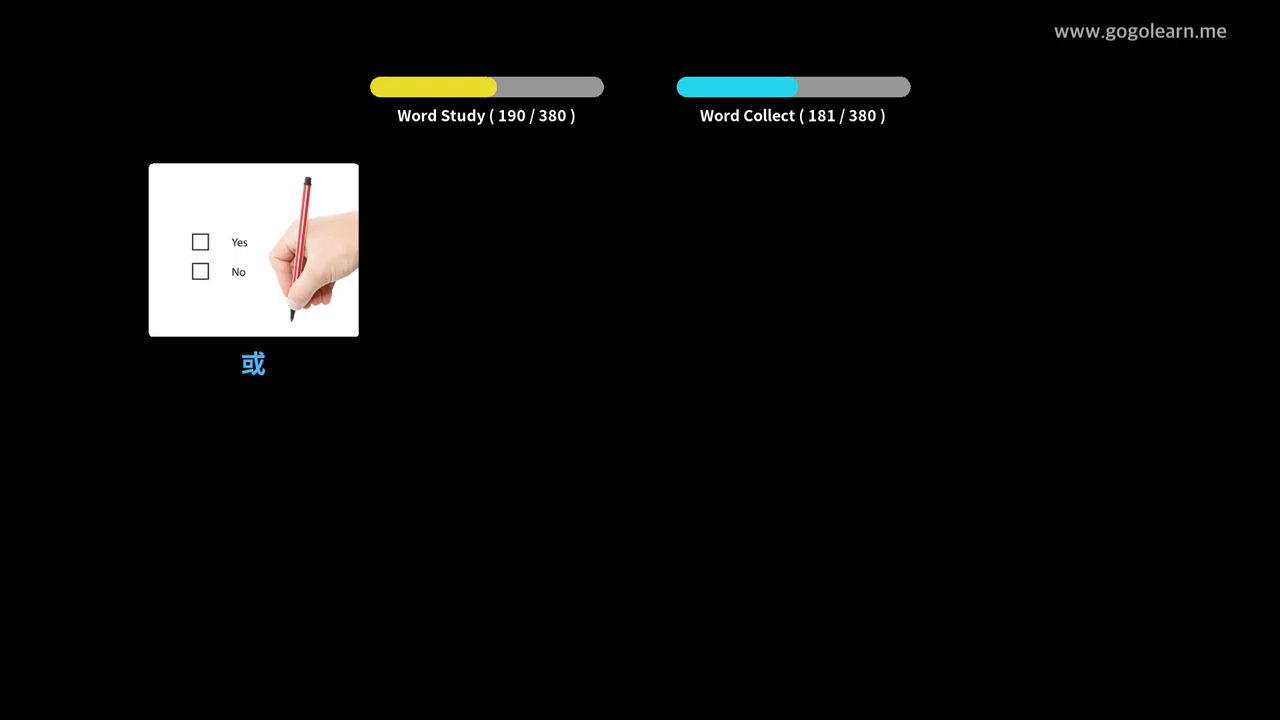 www.gogolearn.me
Word Study ( 190 / 380 )
Word Collect ( 181 / 380 )
Yes
No
或